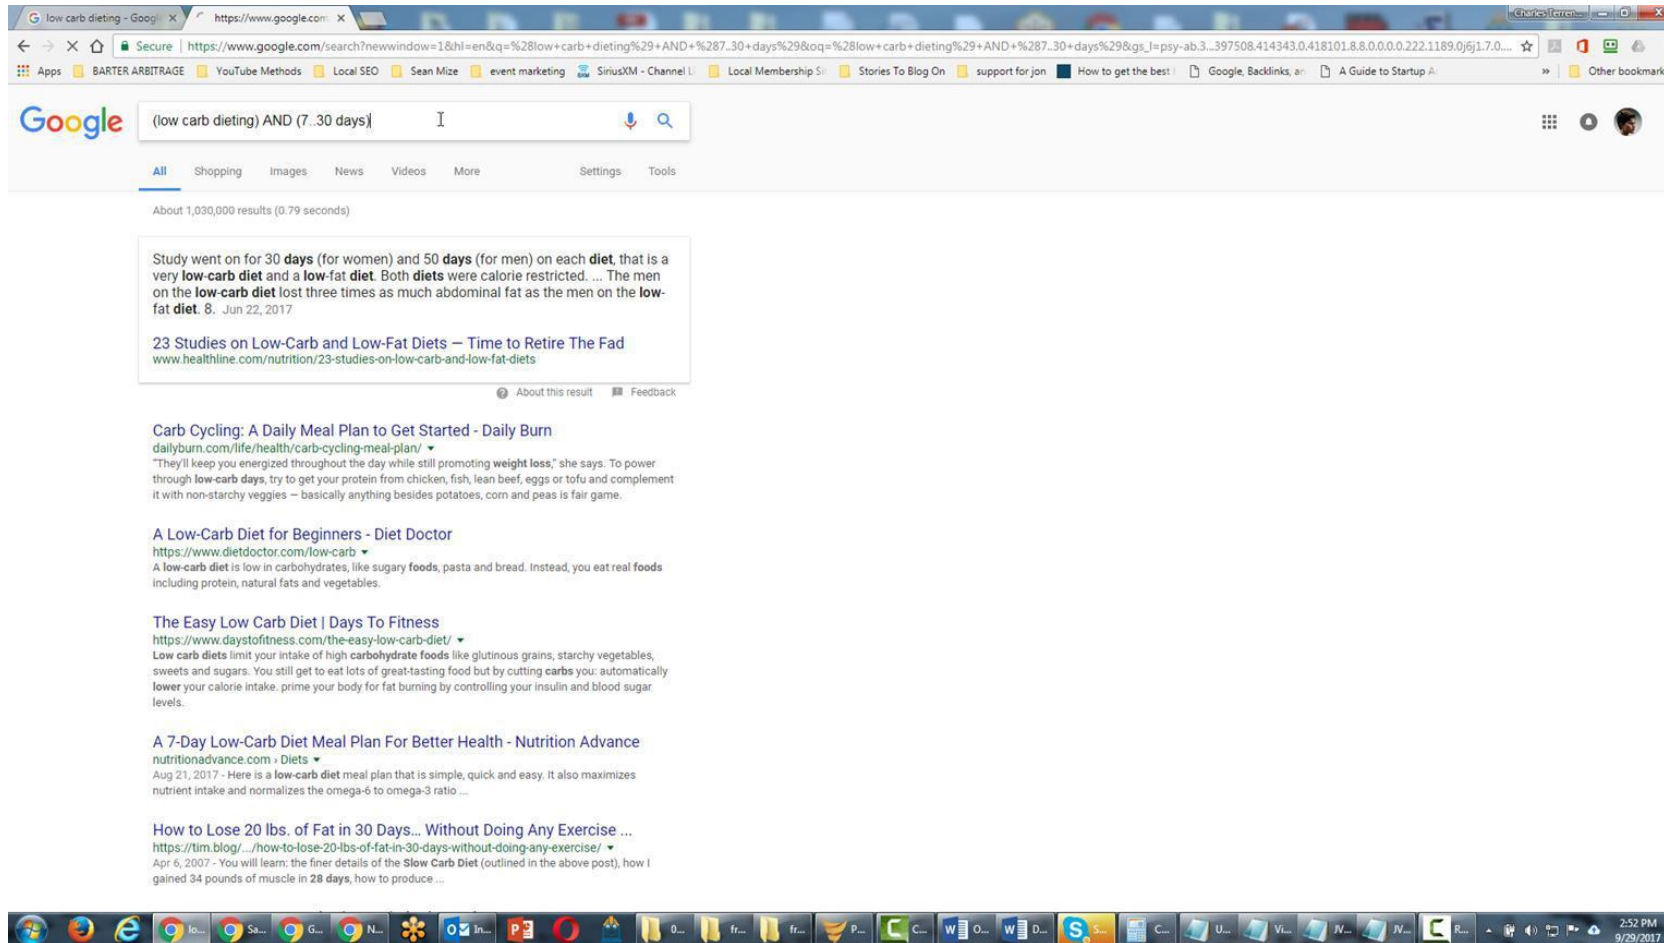 low carb dieting - Goog
https://www.google.com
Charles Terren...
Secure | https://www.google.com/search?newwindow=1&hl=en&q=%28low+carb+dieting%29+AND+%287..30+days%29&oq=%28low+carb+dieting%29+AND+%287..30+days%29&gs_l=psy-ab.3...397508.414343.0.418101.8.8.0.0.0.0.222.1189.0j6j1.7.0....
Apps BARTER ARBITRAGE YouTube Methods Local SEO Sean Mize event marketing SiriusXM - Channel Li Local Membership Si Stories To Blog On support for jon How to get the best Google, Backlinks, an A Guide to Startup A » Other bookmark
Google (low carb dieting) AND (7..30 days)
All Shopping Images News Videos More Settings Tools
About 1,030,000 results (0.79 seconds)
Study went on for 30 days (for women) and 50 days (for men) on each diet, that is a
very low-carb diet and a low-fat diet. Both diets were calorie restricted. ... The men
on the low-carb diet lost three times as much abdominal fat as the men on the low-
fat diet. 8. Jun 22, 2017
23 Studies on Low-Carb and Low-Fat Diets — Time to Retire The Fad
www.healthline.com/nutrition/23-studies-on-low-carb-and-low-fat-diets
About this result Feedback
Carb Cycling: A Daily Meal Plan to Get Started - Daily Burn
dailyburn.com/life/health/carb-cycling-meal-plan/
"They'll keep you energized throughout the day while still promoting weight loss," she says. To power
through low-carb days, try to get your protein from chicken, fish, lean beef, eggs or tofu and complement
it with non-starchy veggies — basically anything besides potatoes, corn and peas is fair game.
A Low-Carb Diet for Beginners - Diet Doctor
https://www.dietdoctor.com/low-carb
A low-carb diet is low in carbohydrates, like sugary foods, pasta and bread. Instead, you eat real foods
including protein, natural fats and vegetables.
The Easy Low Carb Diet | Days To Fitness
https://www.daystofitness.com/the-easy-low-carb-diet/
Low carb diets limit your intake of high carbohydrate foods like glutinous grains, starchy vegetables,
sweets and sugars. You still get to eat lots of great-tasting food but by cutting carbs you: automatically
lower your calorie intake. prime your body for fat burning by controlling your insulin and blood sugar
levels.
A 7-Day Low-Carb Diet Meal Plan For Better Health - Nutrition Advance
nutritionadvance.com › Diets
Aug 21, 2017 - Here is a low-carb diet meal plan that is simple, quick and easy. It also maximizes
nutrient intake and normalizes the omega-6 to omega-3 ratio ...
How to Lose 20 lbs. of Fat in 30 Days... Without Doing Any Exercise ...
https://tim.blog/.../how-to-lose-20-lbs-of-fat-in-30-days-without-doing-any-exercise/
Apr 6, 2007 - You will learn: the finer details of the Slow Carb Diet (outlined in the above post), how I
gained 34 pounds of muscle in 28 days, how to produce ...
lo... Sa... G... N... In... 0... fr... fr... P... C... O... D... S... C... U... Vi... JV... JV... R... 2:52 PM
9/29/2017